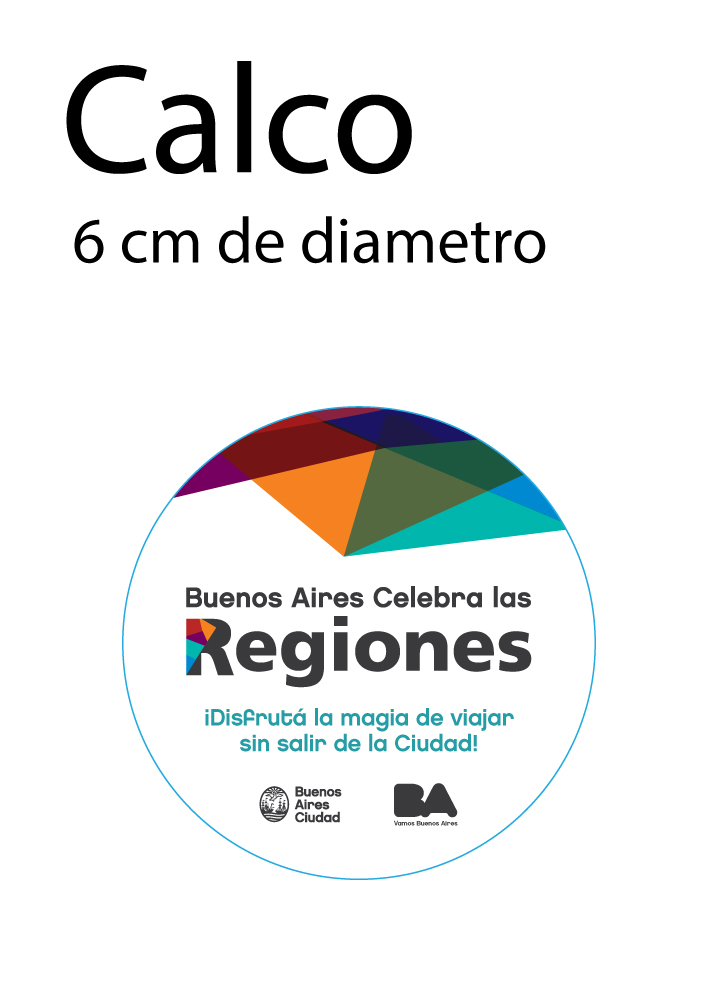 Calco
6 cm de diametro
Buenos Aires Celebra las
Regiones
¡Disfrutá la magia de viajar
sin salir de la Ciudad!
Buenos
Aires
Ciudad
BA
Vamos Buenos Aires